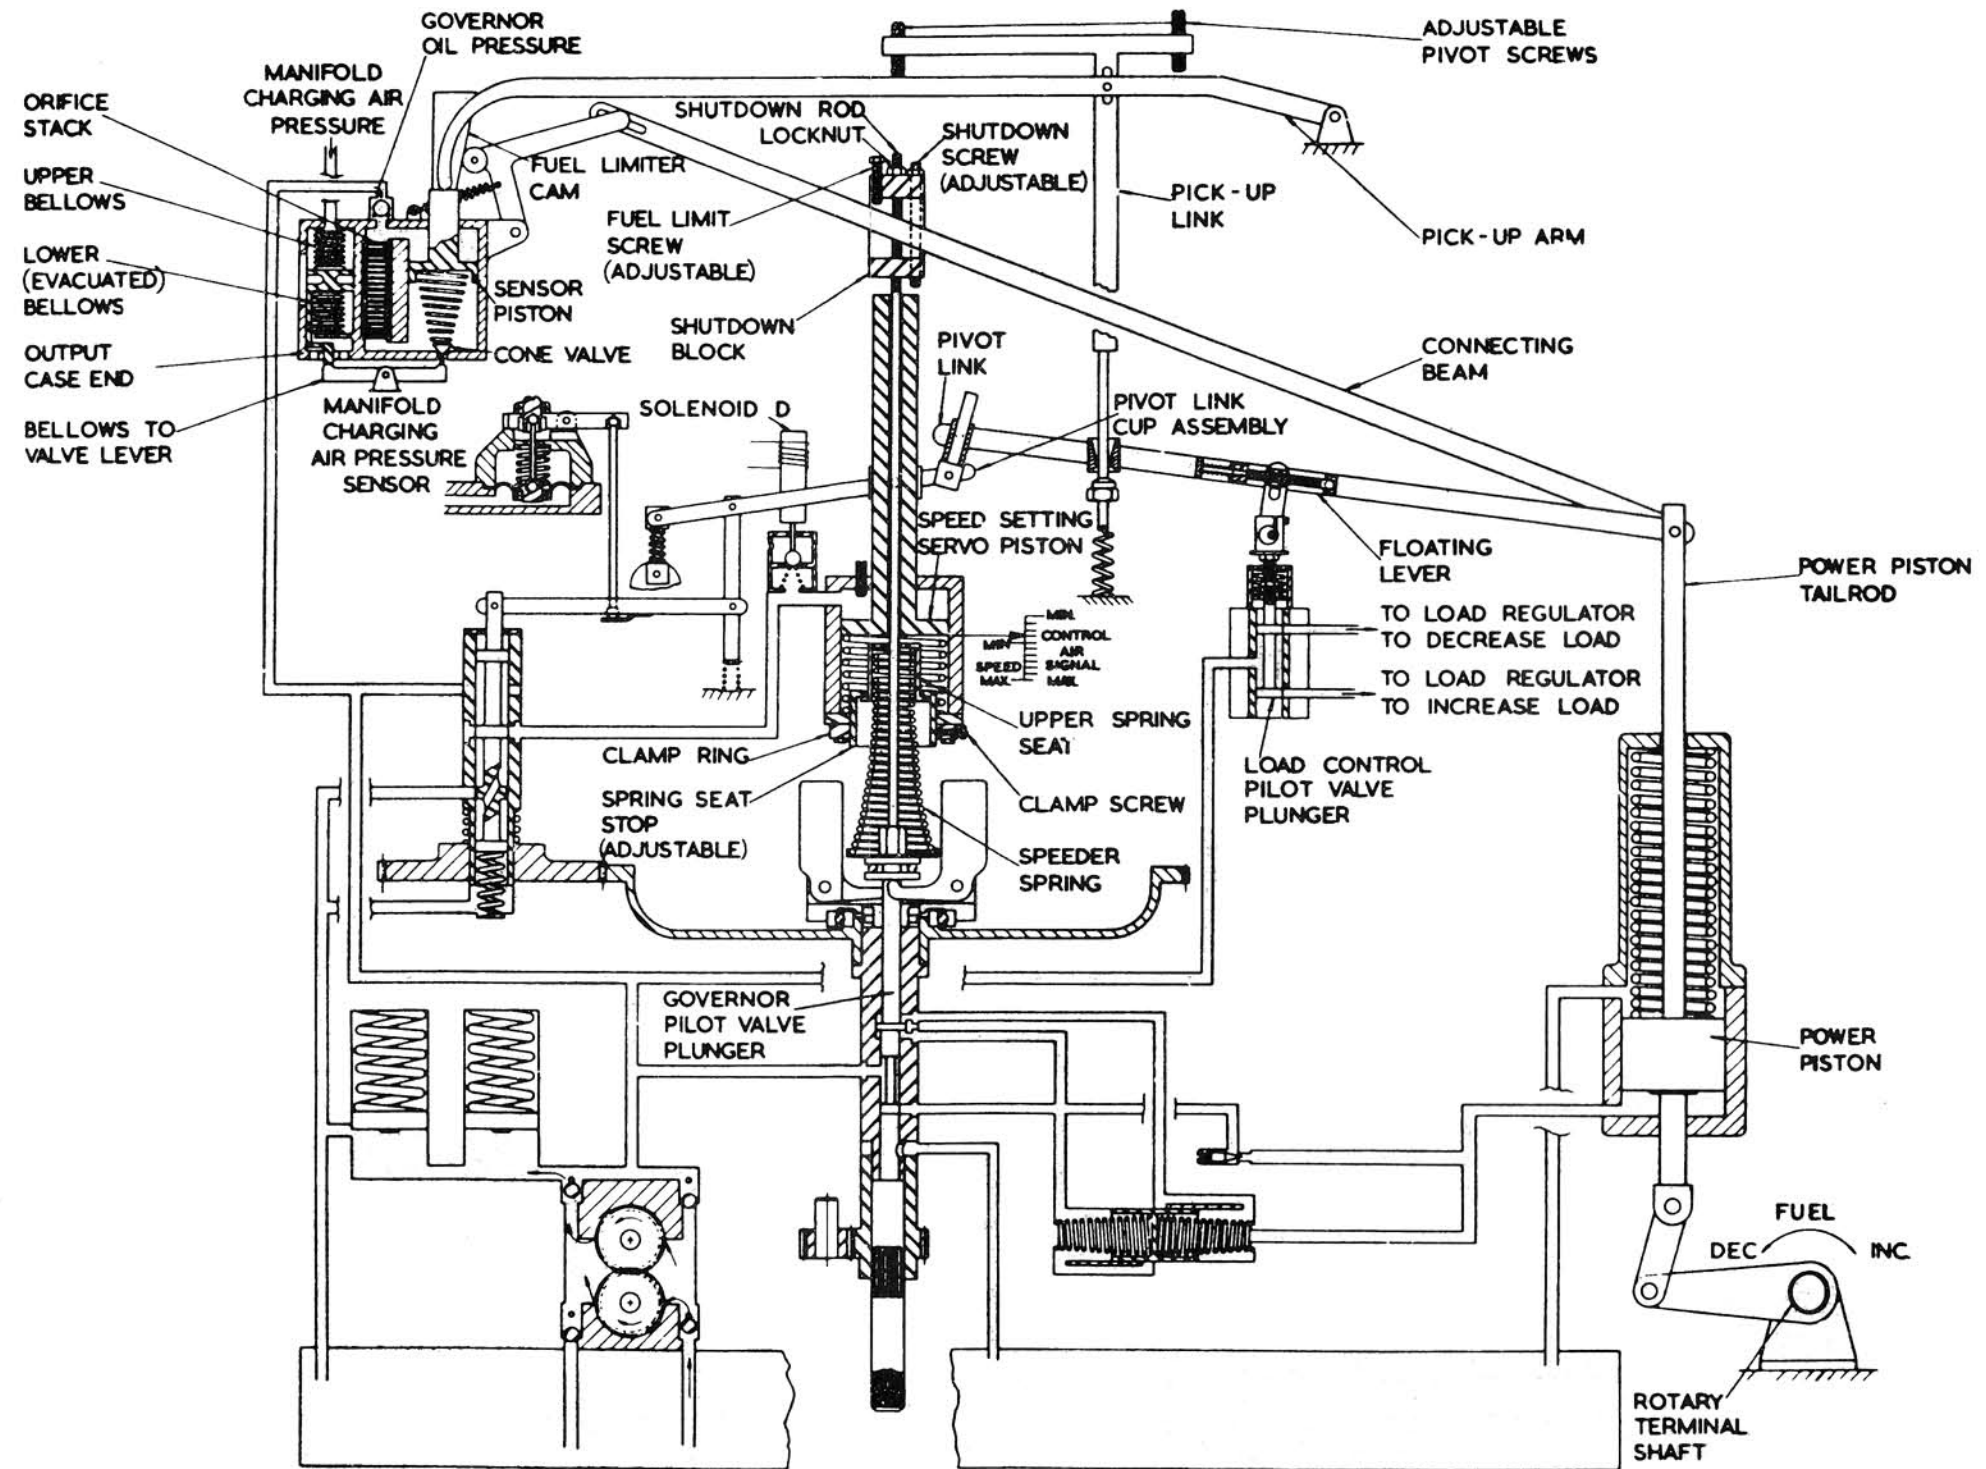 GOVERNOR
OIL PRESSURE
MANIFOLD
CHARGING AIR
PRESSURE
ORIFICE
STACK
UPPER
BELLOWS
LOWER
(EVACUATED)
BELLOWS
OUTPUT
CASE END
BELLOWS TO
VALVE LEVER
MANIFOLD
CHARGING
AIR PRESSURE
SENSOR
FUEL LIMITER
CAM
SENSOR
PISTON
CONE VALVE
SHUTDOWN ROD
LOCKNUT
SHUTDOWN
SCREW
(ADJUSTABLE)
FUEL LIMIT
SCREW
(ADJUSTABLE)
SHUTDOWN
BLOCK
ADJUSTABLE
PIVOT SCREWS
PICK-UP
LINK
PICK-UP ARM
CONNECTING
BEAM
PIVOT
LINK
PIVOT LINK
CUP ASSEMBLY
SOLENOID D
SPEED SETTING
SERVO PISTON
FLOATING
LEVER
POWER PISTON
TAILROD
TO LOAD REGULATOR
TO DECREASE LOAD
TO LOAD REGULATOR
TO INCREASE LOAD
MIN.
CONTROL
MIN
AIR
SPEED
SIGNAL
MAX.
MAX.
UPPER SPRING
SEAT
CLAMP RING
CLAMP SCREW
SPRING SEAT
STOP
(ADJUSTABLE)
SPEEDER
SPRING
LOAD CONTROL
PILOT VALVE
PLUNGER
GOVERNOR
PILOT VALVE
PLUNGER
POWER
PISTON
FUEL
DEC
INC.
ROTARY
TERMINAL
SHAFT